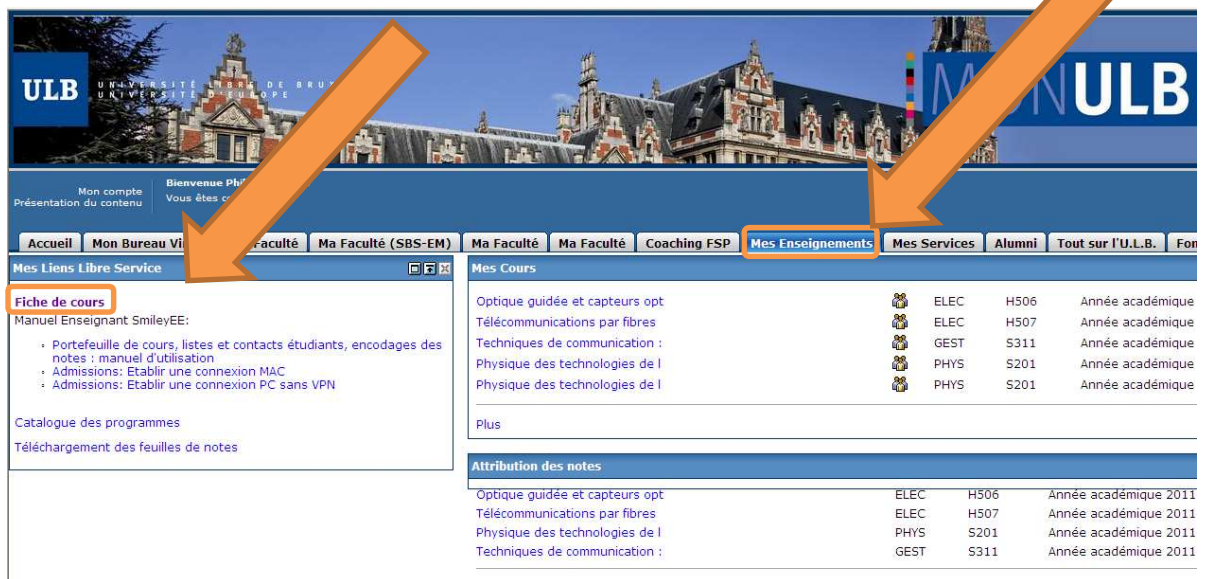 ULB
UNIVERSITÉ LIBRE DE
UNIVERSITÉ D'EUROPE
ULB
Mon compte
Présentation du contenu
Bienvenue
Vous êtes
Accueil Mon Bureau Faculté Ma Faculté (SBS-EM) Ma Faculté Ma Faculté Coaching FSP Mes Enseignements Mes Services Alumni Tout sur l'U.L.B.
Mes Liens Libre Service
Fiche de cours
Manuel Enseignant SmileyEE:
Portefeuille de cours, listes et contacts étudiants, encodages des
notes : manuel d'utilisation
Admissions: Etablir une connexion MAC
Admissions: Etablir une connexion PC sans VPN
Catalogue des programmes
Téléchargement des feuilles de notes
Mes Cours
Optique guidée et capteurs opt ELEC H506 Année académique
Télécommunications par fibres ELEC H507 Année académique
Techniques de communication : GEST S311 Année académique
Physique des technologies de l PHYS S201 Année académique
Physique des technologies de l PHYS S201 Année académique
Plus
Attribution des notes
Optique guidée et capteurs opt ELEC H506 Année académique 2011
Télécommunications par fibres ELEC H507 Année académique 2011
Physique des technologies de l PHYS S201 Année académique 2011
Techniques de communication : GEST S311 Année académique 2011